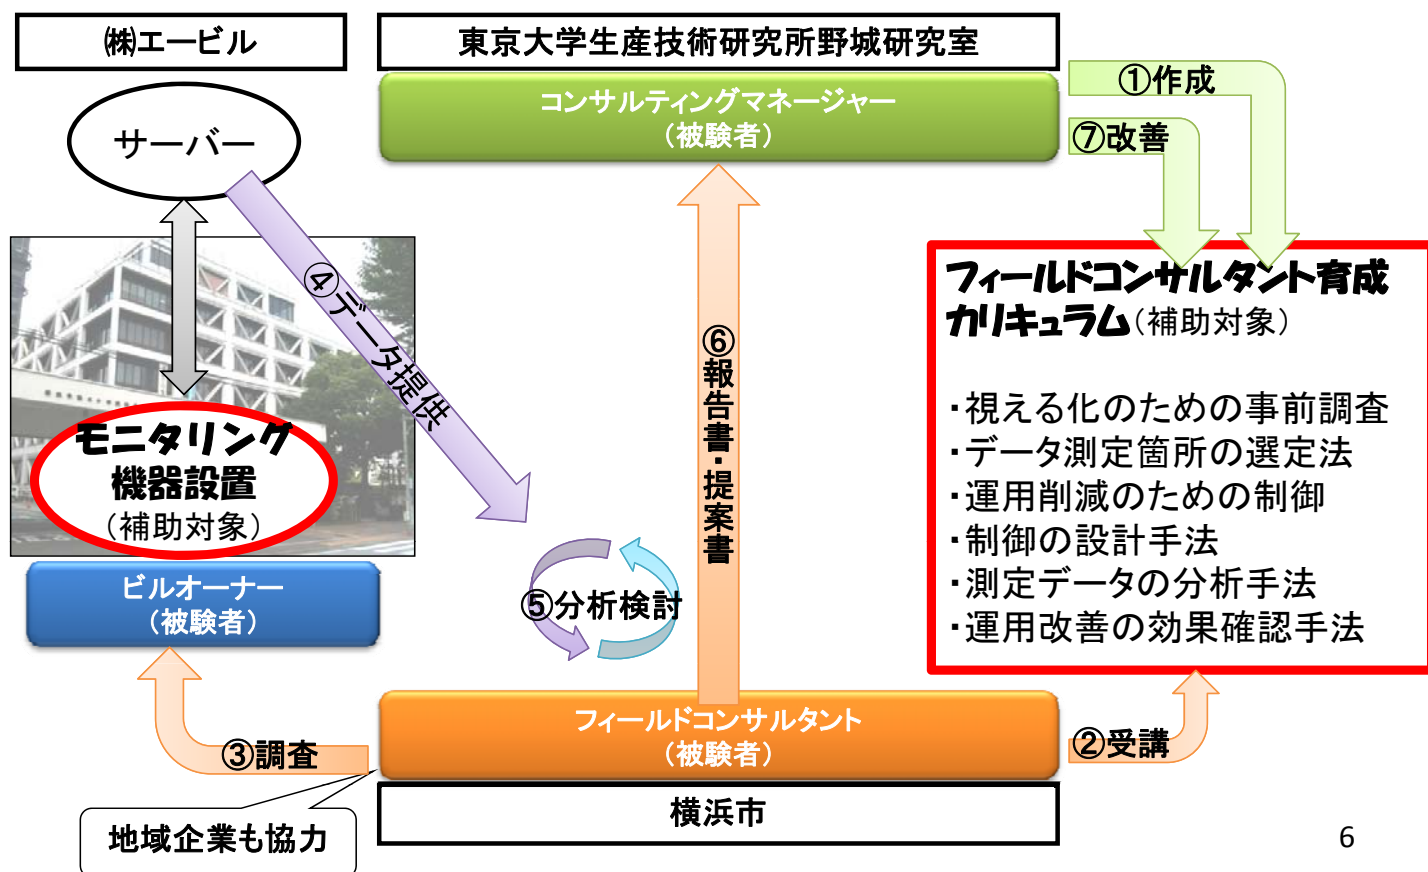 ㈱エービル
東京大学生産技術研究所野城研究室
サーバー
コンサルティングマネージャー
（被験者）
①作成
⑦改善
④データ提供
⑥報告書・提案書
フィールドコンサルタント育成
カリキュラム（補助対象）
・視える化のための事前調査
・データ測定箇所の選定法
・運用削減のための制御
・制御の設計手法
・測定データの分析手法
・運用改善の効果確認手法
モニタリング
機器設置
（補助対象）
ビルオーナー
（被験者）
⑤分析検討
③調査
フィールドコンサルタント
（被験者）
②受講
横浜市
地域企業も協力
6